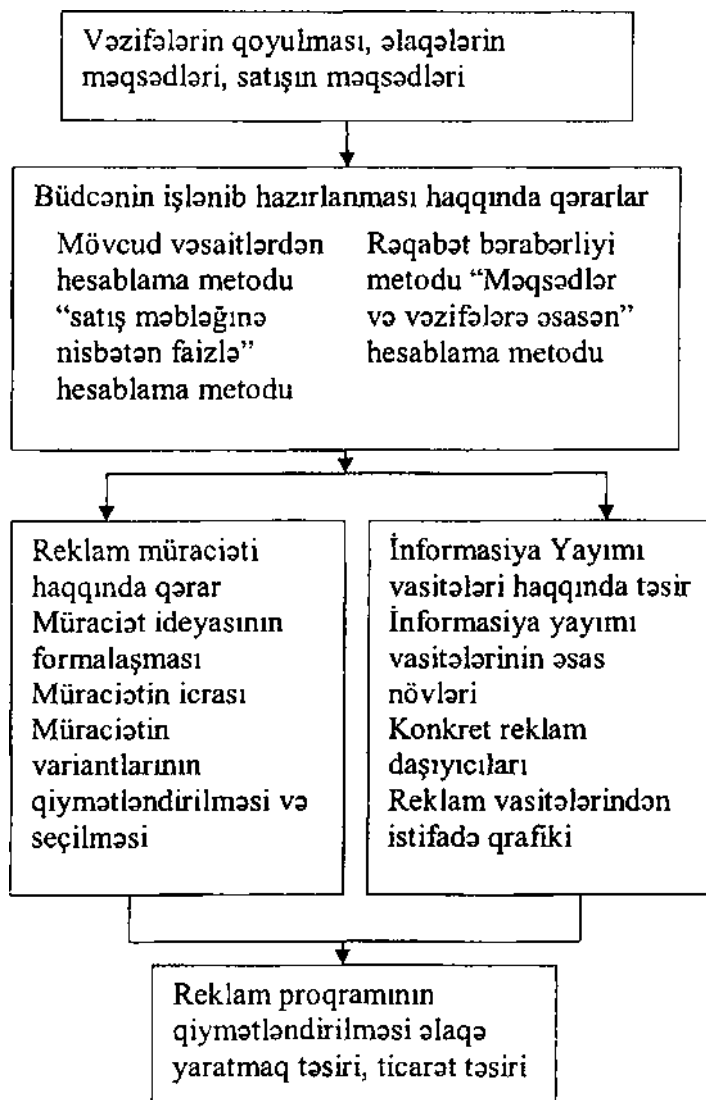 Vəzifələrin qoyulması, əlaqələrin
məqsədləri, satışın məqsədləri
Büdcənin işlənib hazırlanması haqqında qərarlar
Mövcud vəsaitlərdən
hesablama metodu
“satış məbləğinə
nisbətən faizlə”
hesablama metodu
Rəqabət bərabərliyi
metodu “Məqsədlər
və vəzifələrə əsasən”
hesablama metodu
Reklam müraciəti
haqqında qərar
Müraciət ideyasının
formalaşması
Müraciətin icrası
Müraciətin
variantlarının
qiymətləndirilməsi və
seçilməsi
İnformasiya Yayımı
vasitələri haqqında təsir
İnformasiya yayımı
vasitələrinin əsas
növləri
Konkret reklam
daşıyıcıları
Reklam vasitələrindən
istifadə qrafiki
Reklam proqramının
qiymətləndirilməsi əlaqə
yaratmaq təsiri, ticarət təsiri